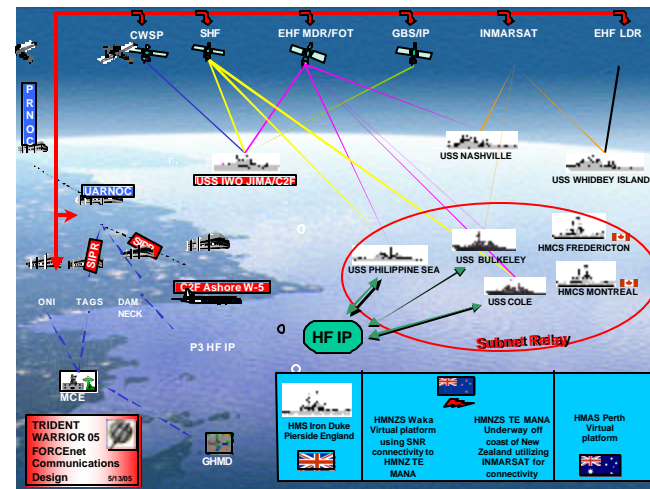 CWSP
SHF
EHF MDR/FOT
GBS/IP
INMARSAT
EHF LDR
PRNOC
USS NASHVILLE
USS IWO JIMA/C2F
USS WHIDBEY ISLAND
UARNOC
SIPR
SIPR
HMCS FREDERICTON
USS PHILIPPINE SEA
USS BULKELEY
HMCS MONTREAL
C2F Ashore W-5
USS COLE
ONI
TAGS
DAM
NECK
HF IP
Subnet Relay
P3 HF IP
MCE
GHMD
TRIDENT
WARRIOR 05
FORCEnet
Communications
Design 5/13/05
HMS Iron Duke
Pierside England
HMNZS Waka
Virtual platform
using SNR
connectivity to
HMNZ TE
MANA
HMNZS TE MANA
Underway off
coast of New
Zealand utilizing
INMARSAT for
connectivity
HMAS Perth
Virtual
platform